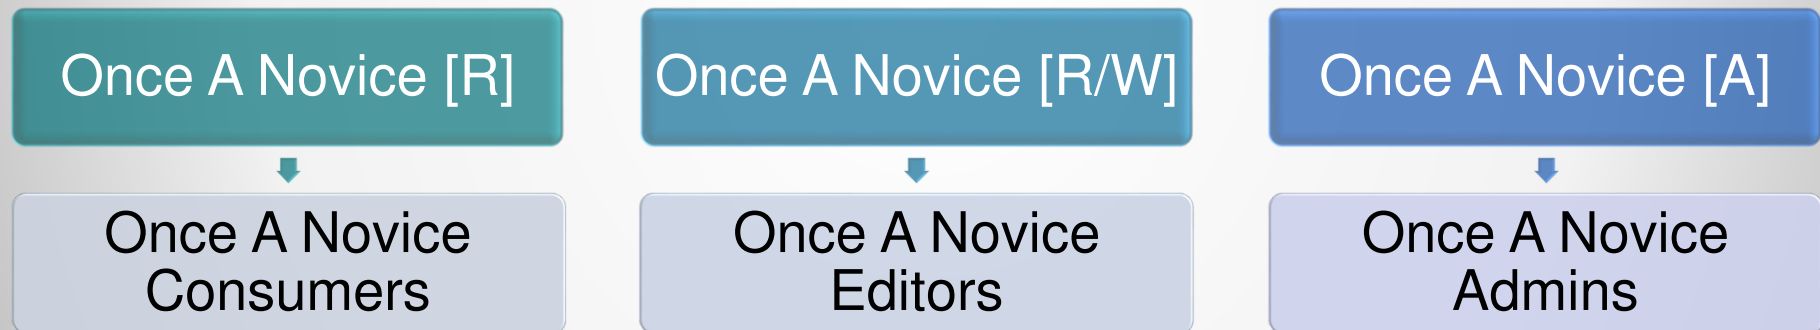 Once A Novice [R]
Once A Novice [R/W]
Once A Novice [A]
Once A Novice
Consumers
Once A Novice
Editors
Once A Novice
Admins